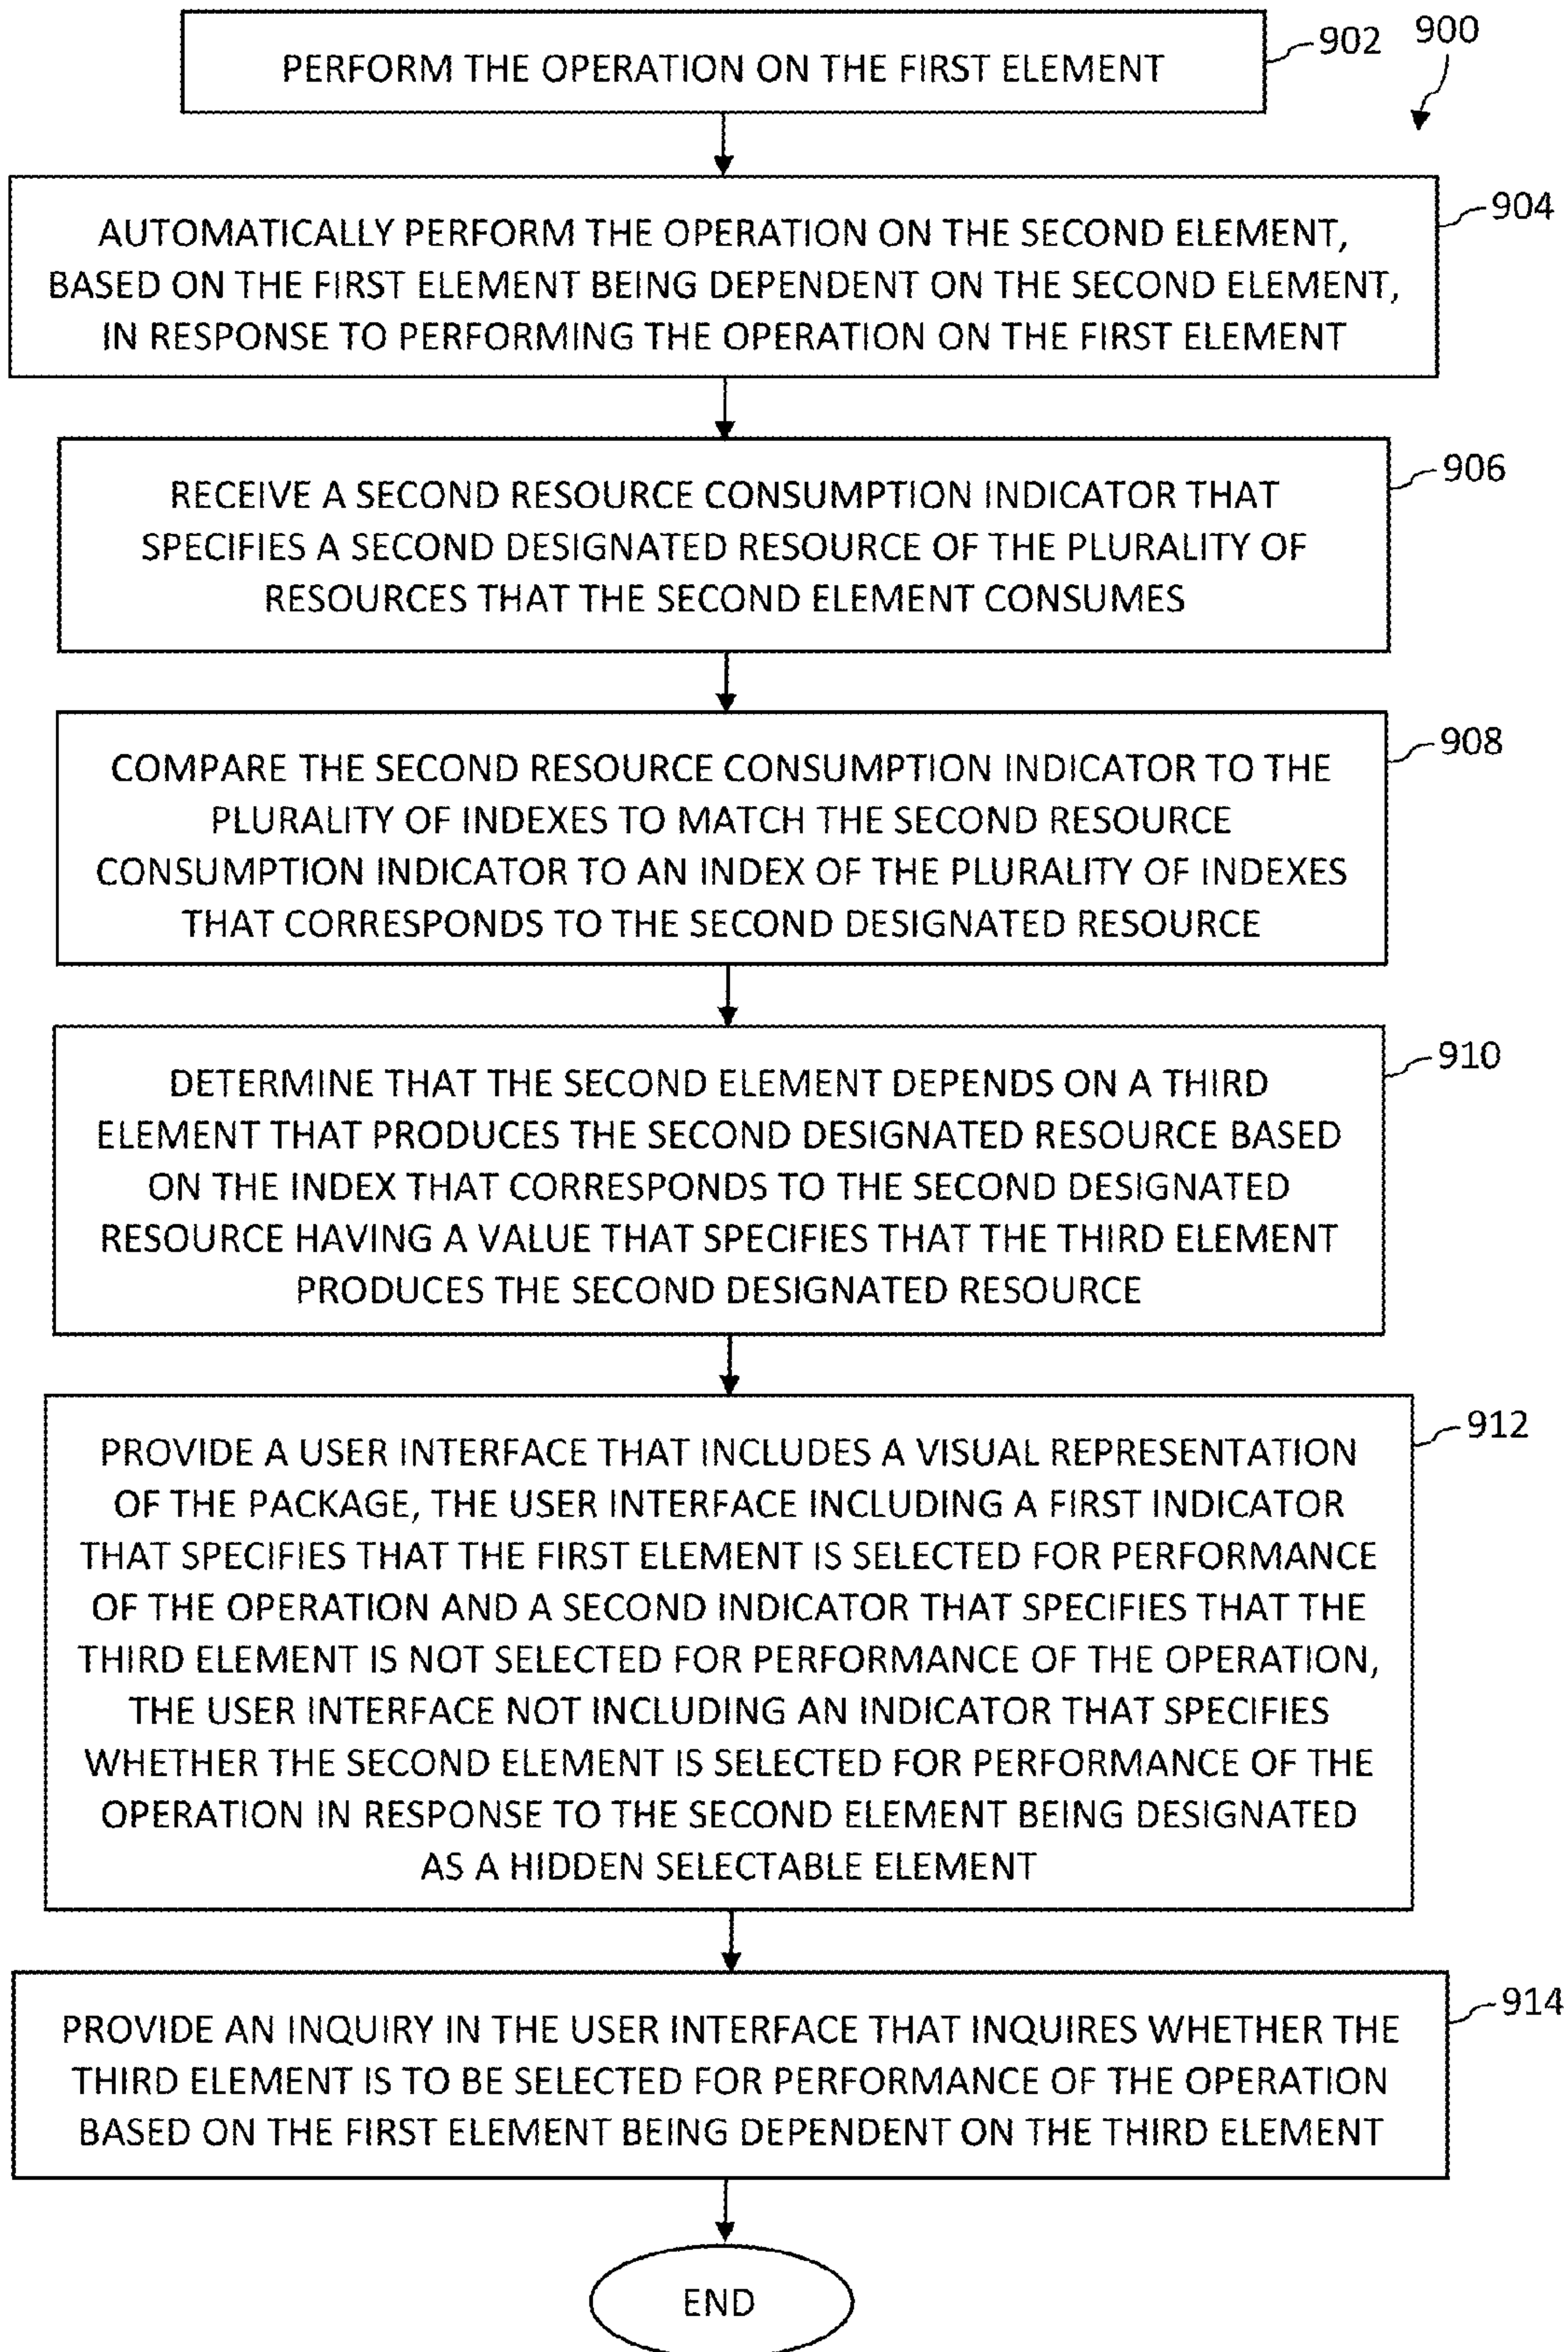 PERFORM THE OPERATION ON THE FIRST ELEMENT
902
900
AUTOMATICALLY PERFORM THE OPERATION ON THE SECOND ELEMENT,
BASED ON THE FIRST ELEMENT BEING DEPENDENT ON THE SECOND ELEMENT,
IN RESPONSE TO PERFORMING THE OPERATION ON THE FIRST ELEMENT
904
RECEIVE A SECOND RESOURCE CONSUMPTION INDICATOR THAT
SPECIFIES A SECOND DESIGNATED RESOURCE OF THE PLURALITY OF
RESOURCES THAT THE SECOND ELEMENT CONSUMES
906
COMPARE THE SECOND RESOURCE CONSUMPTION INDICATOR TO THE
PLURALITY OF INDEXES TO MATCH THE SECOND RESOURCE
CONSUMPTION INDICATOR TO AN INDEX OF THE PLURALITY OF INDEXES
THAT CORRESPONDS TO THE SECOND DESIGNATED RESOURCE
908
DETERMINE THAT THE SECOND ELEMENT DEPENDS ON A THIRD
ELEMENT THAT PRODUCES THE SECOND DESIGNATED RESOURCE BASED
ON THE INDEX THAT CORRESPONDS TO THE SECOND DESIGNATED
RESOURCE HAVING A VALUE THAT SPECIFIES THAT THE THIRD ELEMENT
PRODUCES THE SECOND DESIGNATED RESOURCE
910
PROVIDE A USER INTERFACE THAT INCLUDES A VISUAL REPRESENTATION
OF THE PACKAGE, THE USER INTERFACE INCLUDING A FIRST INDICATOR
THAT SPECIFIES THAT THE FIRST ELEMENT IS SELECTED FOR PERFORMANCE
OF THE OPERATION AND A SECOND INDICATOR THAT SPECIFIES THAT THE
THIRD ELEMENT IS NOT SELECTED FOR PERFORMANCE OF THE OPERATION,
THE USER INTERFACE NOT INCLUDING AN INDICATOR THAT SPECIFIES
WHETHER THE SECOND ELEMENT IS SELECTED FOR PERFORMANCE OF THE
OPERATION IN RESPONSE TO THE SECOND ELEMENT BEING DESIGNATED
AS A HIDDEN SELECTABLE ELEMENT
912
PROVIDE AN INQUIRY IN THE USER INTERFACE THAT INQUIRES WHETHER THE
THIRD ELEMENT IS TO BE SELECTED FOR PERFORMANCE OF THE OPERATION
BASED ON THE FIRST ELEMENT BEING DEPENDENT ON THE THIRD ELEMENT
914
END